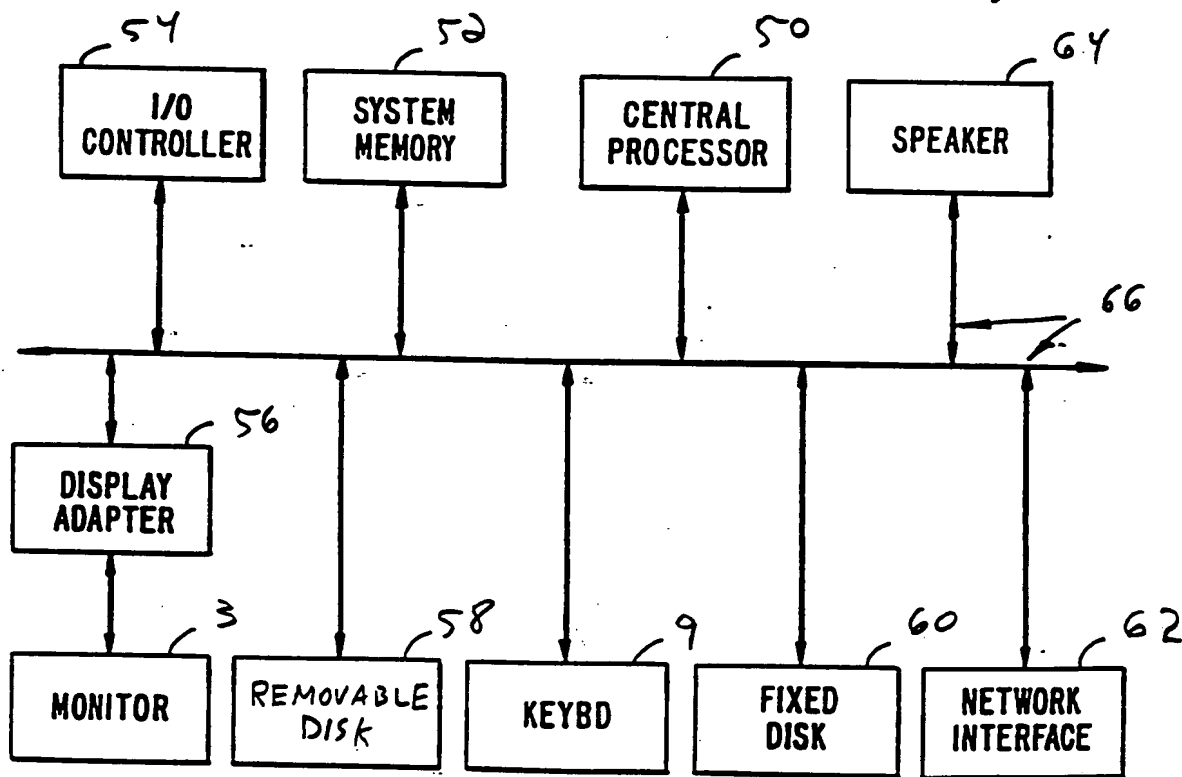 54
52
50
64
I/O
CONTROLLER
SYSTEM
MEMORY
CENTRAL
PROCESSOR
SPEAKER
66
56
DISPLAY
ADAPTER
3
58
9
60
62
MONITOR
REMOVABLE
DISK
KEYBD
FIXED
DISK
NETWORK
INTERFACE